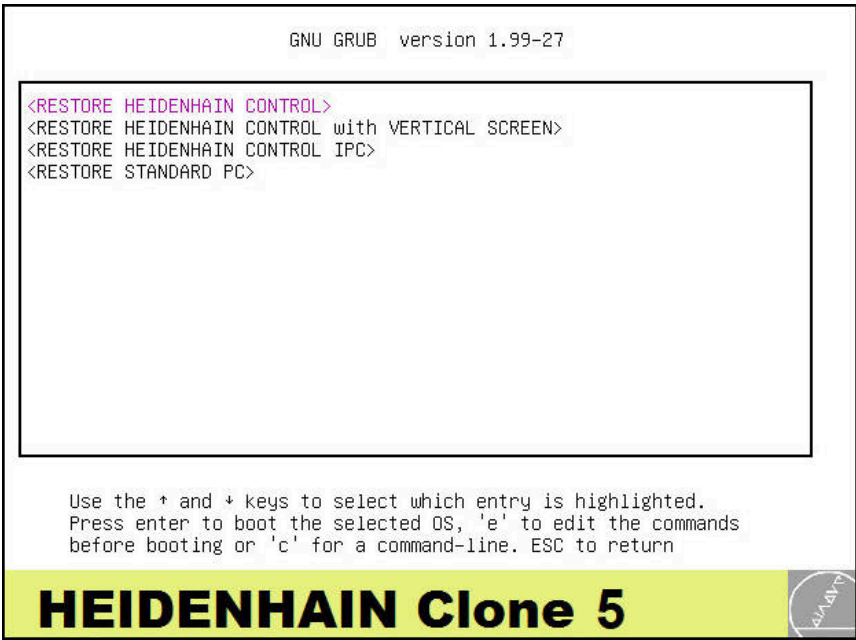 GNU GRUB version 1.99-27
<RESTORE HEIDENHAIN CONTROL>
<RESTORE HEIDENHAIN CONTROL with VERTICAL SCREEN>
<RESTORE HEIDENHAIN CONTROL IPC>
<RESTORE STANDARD PC>
Use the ↑ and ↓ keys to select which entry is highlighted.
Press enter to boot the selected OS, 'e' to edit the commands
before booting or 'c' for a command-line. ESC to return
HEIDENHAIN Clone 5